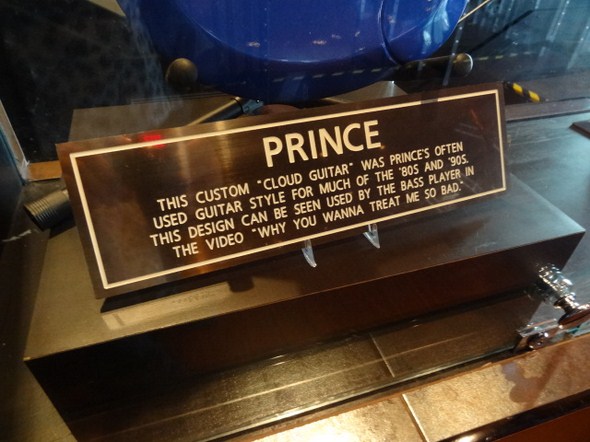 PRINCE
THIS CUSTOM "CLOUD GUITAR" WAS PRINCE'S OFTEN
USED GUITAR STYLE FOR MUCH OF THE '80S AND '90S.
THIS DESIGN CAN BE SEEN USED BY THE BASS PLAYER IN
THE VIDEO "WHY YOU WANNA TREAT ME SO BAD."